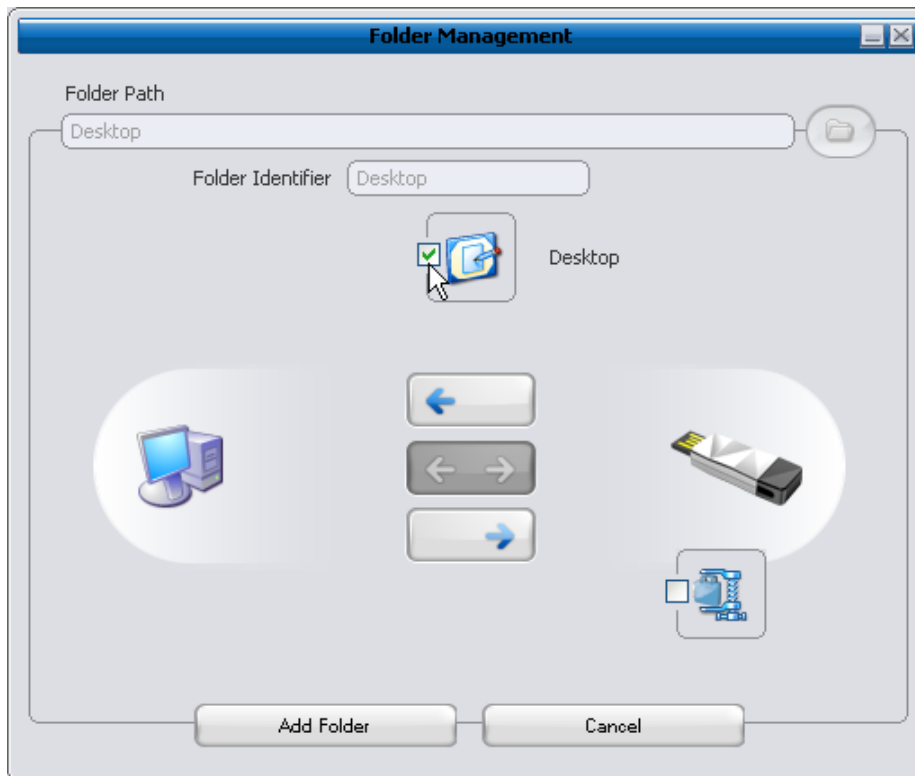 Folder Management
Folder Path
Desktop
Folder Identifier Desktop
Desktop
Add Folder Cancel